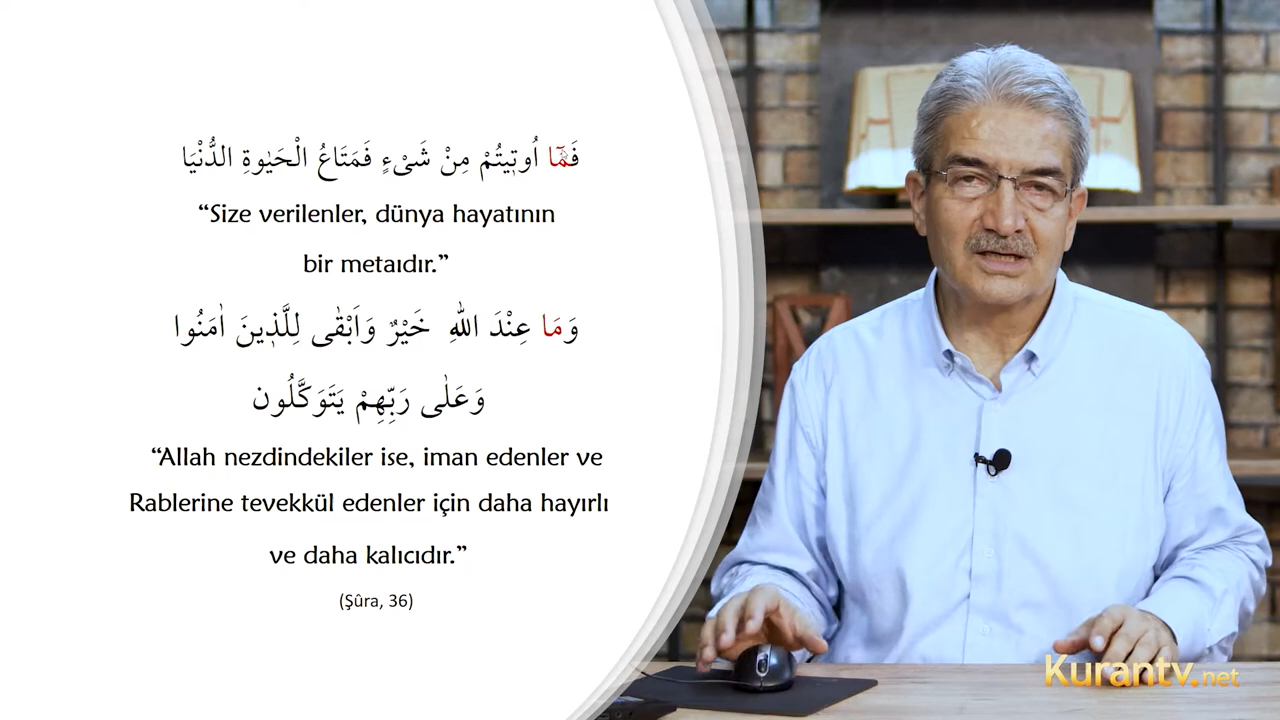 فَمَٓا اُو۫ت۪يتُمْ مِنْ شَيْءٍ فَمَتَاعُ الْحَيٰوةِ الدُّنْيَا
“Size verilenler, dünya hayatının
bir metaıdır.”
وَمَا عِنْدَ اللّٰهِ خَيْرٌ وَاَبْقٰى لِلَّذ۪ينَ اٰمَنُوا
وَعَلٰى رَبِّهِمْ يَتَوَكَّلُون
“Allah nezdindekiler ise, iman edenler ve
Rablerine tevekkül edenler için daha hayırlı
ve daha kalıcıdır.”
(Şûra, 36)
Kurantv.net